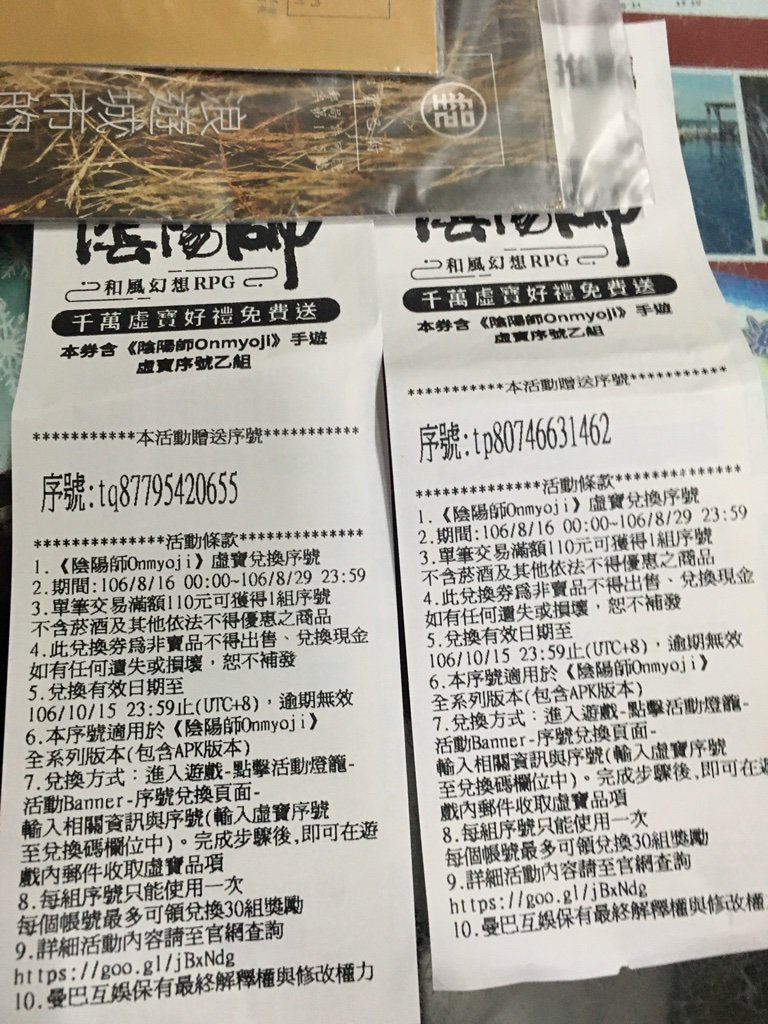 浪遊城市的
陰陽師
和風幻想RPG
千萬虛寶好禮免費送
本券含《陰陽師Onmyoji》手遊
虛寶序號乙組
***********本活動贈送序號**********
序號:tq87795420655
**************活動條款*************
1.《陰陽師Onmyoji》虛寶兌換序號
2.期間:106/8/16 00:00~106/8/29 23:59
3.單筆交易滿額110元可獲得1組序號
不含菸酒及其他依法不得優惠之商品
4.此兌換券為非賣品不得出售、兌換現金
如有任何遺失或損壞，恕不補發
5.兌換有效日期至
106/10/15 23:59止(UTC+8)，逾期無效
6.本序號適用於《陰陽師Onmyoji》
全系列版本(包含APK版本)
7.兌換方式：進入遊戲-點擊活動燈籠-
活動Banner-序號兌換頁面-
輸入相關資訊與序號(輸入虛寶序號
至兌換碼欄位中)。完成步驟後,即可在遊
戲內郵件收取虛寶品項
8.每組序號只能使用一次
每個帳號最多可領兌換30組獎勵
9.詳細活動內容請至官網查詢
https://goo.gl/jBxNdg
10.曼巴互娛保有最終解釋權與修改權力
陰陽師
和風幻想RPG
千萬虛寶好禮免費送
本券含《陰陽師Onmyoji》手遊
虛寶序號乙組
***********本活動贈送序號***********
序號:tp80746631462
**************活動條款**************
1.《陰陽師Onmyoji》虛寶兌換序號
2.期間:106/8/16 00:00~106/8/29 23:59
3.單筆交易滿額110元可獲得1組序號
不含菸酒及其他依法不得優惠之商品
4.此兌換券為非賣品不得出售、兌換現金
如有任何遺失或損壞，恕不補發
5.兌換有效日期至
106/10/15 23:59止(UTC+8)，逾期無效
6.本序號適用於《陰陽師Onmyoji》
全系列版本(包含APK版本)
7.兌換方式：進入遊戲-點擊活動燈籠-
活動Banner-序號兌換頁面-
輸入相關資訊與序號(輸入虛寶序號
至兌換碼欄位中)。完成步驟後,即可在遊
戲內郵件收取虛寶品項
8.每組序號只能使用一次
每個帳號最多可領兌換30組獎勵
9.詳細活動內容請至官網查詢
https://goo.gl/jBxNdg
10.曼巴互娛保有最終解釋權與修改權